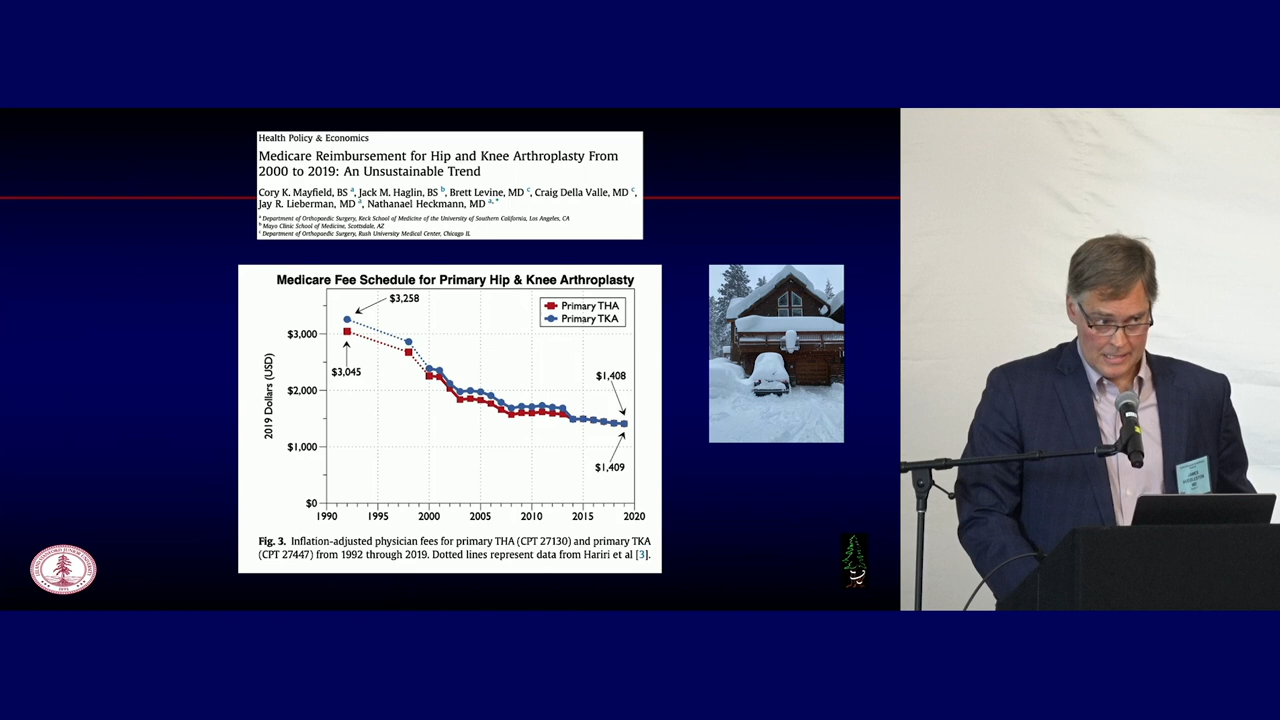 Health Policy & Economics
Medicare Reimbursement for Hip and Knee Arthroplasty From
2000 to 2019: An Unsustainable Trend
Cory K. Mayfield, BS a, Jack M. Haglin, BS b, Brett Levine, MD c, Craig Della Valle, MD c,
Jay R. Lieberman, MD a, Nathanael Heckmann, MD a, *
a Department of Orthopaedic Surgery, Keck School of Medicine of the University of Southern California, Los Angeles, CA
b Mayo Clinic School of Medicine, Scottsdale, AZ
c Department of Orthopaedic Surgery, Rush University Medical Center, Chicago IL
Medicare Fee Schedule for Primary Hip & Knee Arthroplasty
$3,258
Primary THA
Primary TKA
$3,000
$3,045
$1,408
$2,000
2019 Dollars (USD)
$1,000
$1,409
$0
1990 1995 2000 2005 2010 2015 2020
Fig. 3. Inflation-adjusted physician fees for primary THA (CPT 27130) and primary TKA
(CPT 27447) from 1992 through 2019. Dotted lines represent data from Hariri et al [3].